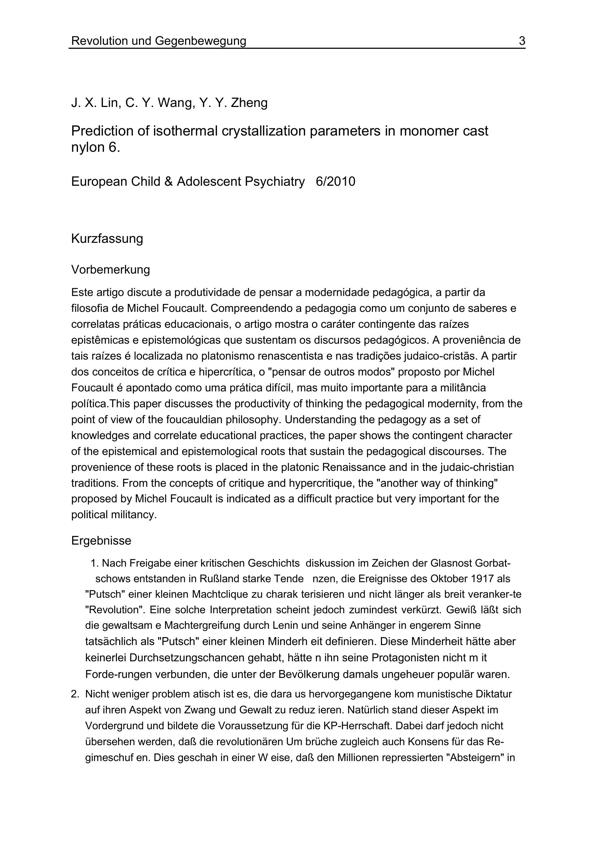 Revolution und Gegenbewegung 3
J. X. Lin, C. Y. Wang, Y. Y. Zheng
Prediction of isothermal crystallization parameters in monomer cast
nylon 6.
European Child & Adolescent Psychiatry 6/2010
Kurzfassung
Vorbemerkung
Este artigo discute a produtividade de pensar a modernidade pedagógica, a partir da
filosofia de Michel Foucault. Compreendendo a pedagogia como um conjunto de saberes e
correlatas práticas educacionais, o artigo mostra o caráter contingente das raízes
epistêmicas e epistemológicas que sustentam os discursos pedagógicos. A proveniência de
tais raízes é localizada no platonismo renascentista e nas tradições judaico-cristãs. A partir
dos conceitos de crítica e hipercrítica, o "pensar de outros modos" proposto por Michel
Foucault é apontado como uma prática difícil, mas muito importante para a militância
política.This paper discusses the productivity of thinking the pedagogical modernity, from the
point of view of the foucauldian philosophy. Understanding the pedagogy as a set of
knowledges and correlate educational practices, the paper shows the contingent character
of the epistemical and epistemological roots that sustain the pedagogical discourses. The
provenience of these roots is placed in the platonic Renaissance and in the judaic-christian
traditions. From the concepts of critique and hypercritique, the "another way of thinking"
proposed by Michel Foucault is indicated as a difficult practice but very important for the
political militancy.
Ergebnisse
1. Nach Freigabe einer kritischen Geschichts diskussion im Zeichen der Glasnost Gorbat-
schows entstanden in Rußland starke Tende nzen, die Ereignisse des Oktober 1917 als
"Putsch" einer kleinen Machtclique zu charak terisieren und nicht länger als breit veranker-te
"Revolution". Eine solche Interpretation scheint jedoch zumindest verkürzt. Gewiß läßt sich
die gewaltsam e Machtergreifung durch Lenin und seine Anhänger in engerem Sinne
tatsächlich als "Putsch" einer kleinen Minderh eit definieren. Diese Minderheit hätte aber
keinerlei Durchsetzungschancen gehabt, hätte n ihn seine Protagonisten nicht m it
Forde-rungen verbunden, die unter der Bevölkerung damals ungeheuer populär waren.
2. Nicht weniger problem atisch ist es, die dara us hervorgegangene kom munistische Diktatur
auf ihren Aspekt von Zwang und Gewalt zu reduz ieren. Natürlich stand dieser Aspekt im
Vordergrund und bildete die Voraussetzung für die KP-Herrschaft. Dabei darf jedoch nicht
übersehen werden, daß die revolutionären Um brüche zugleich auch Konsens für das Re-
gimeschuf en. Dies geschah in einer W eise, daß den Millionen repressierten "Absteigern" in